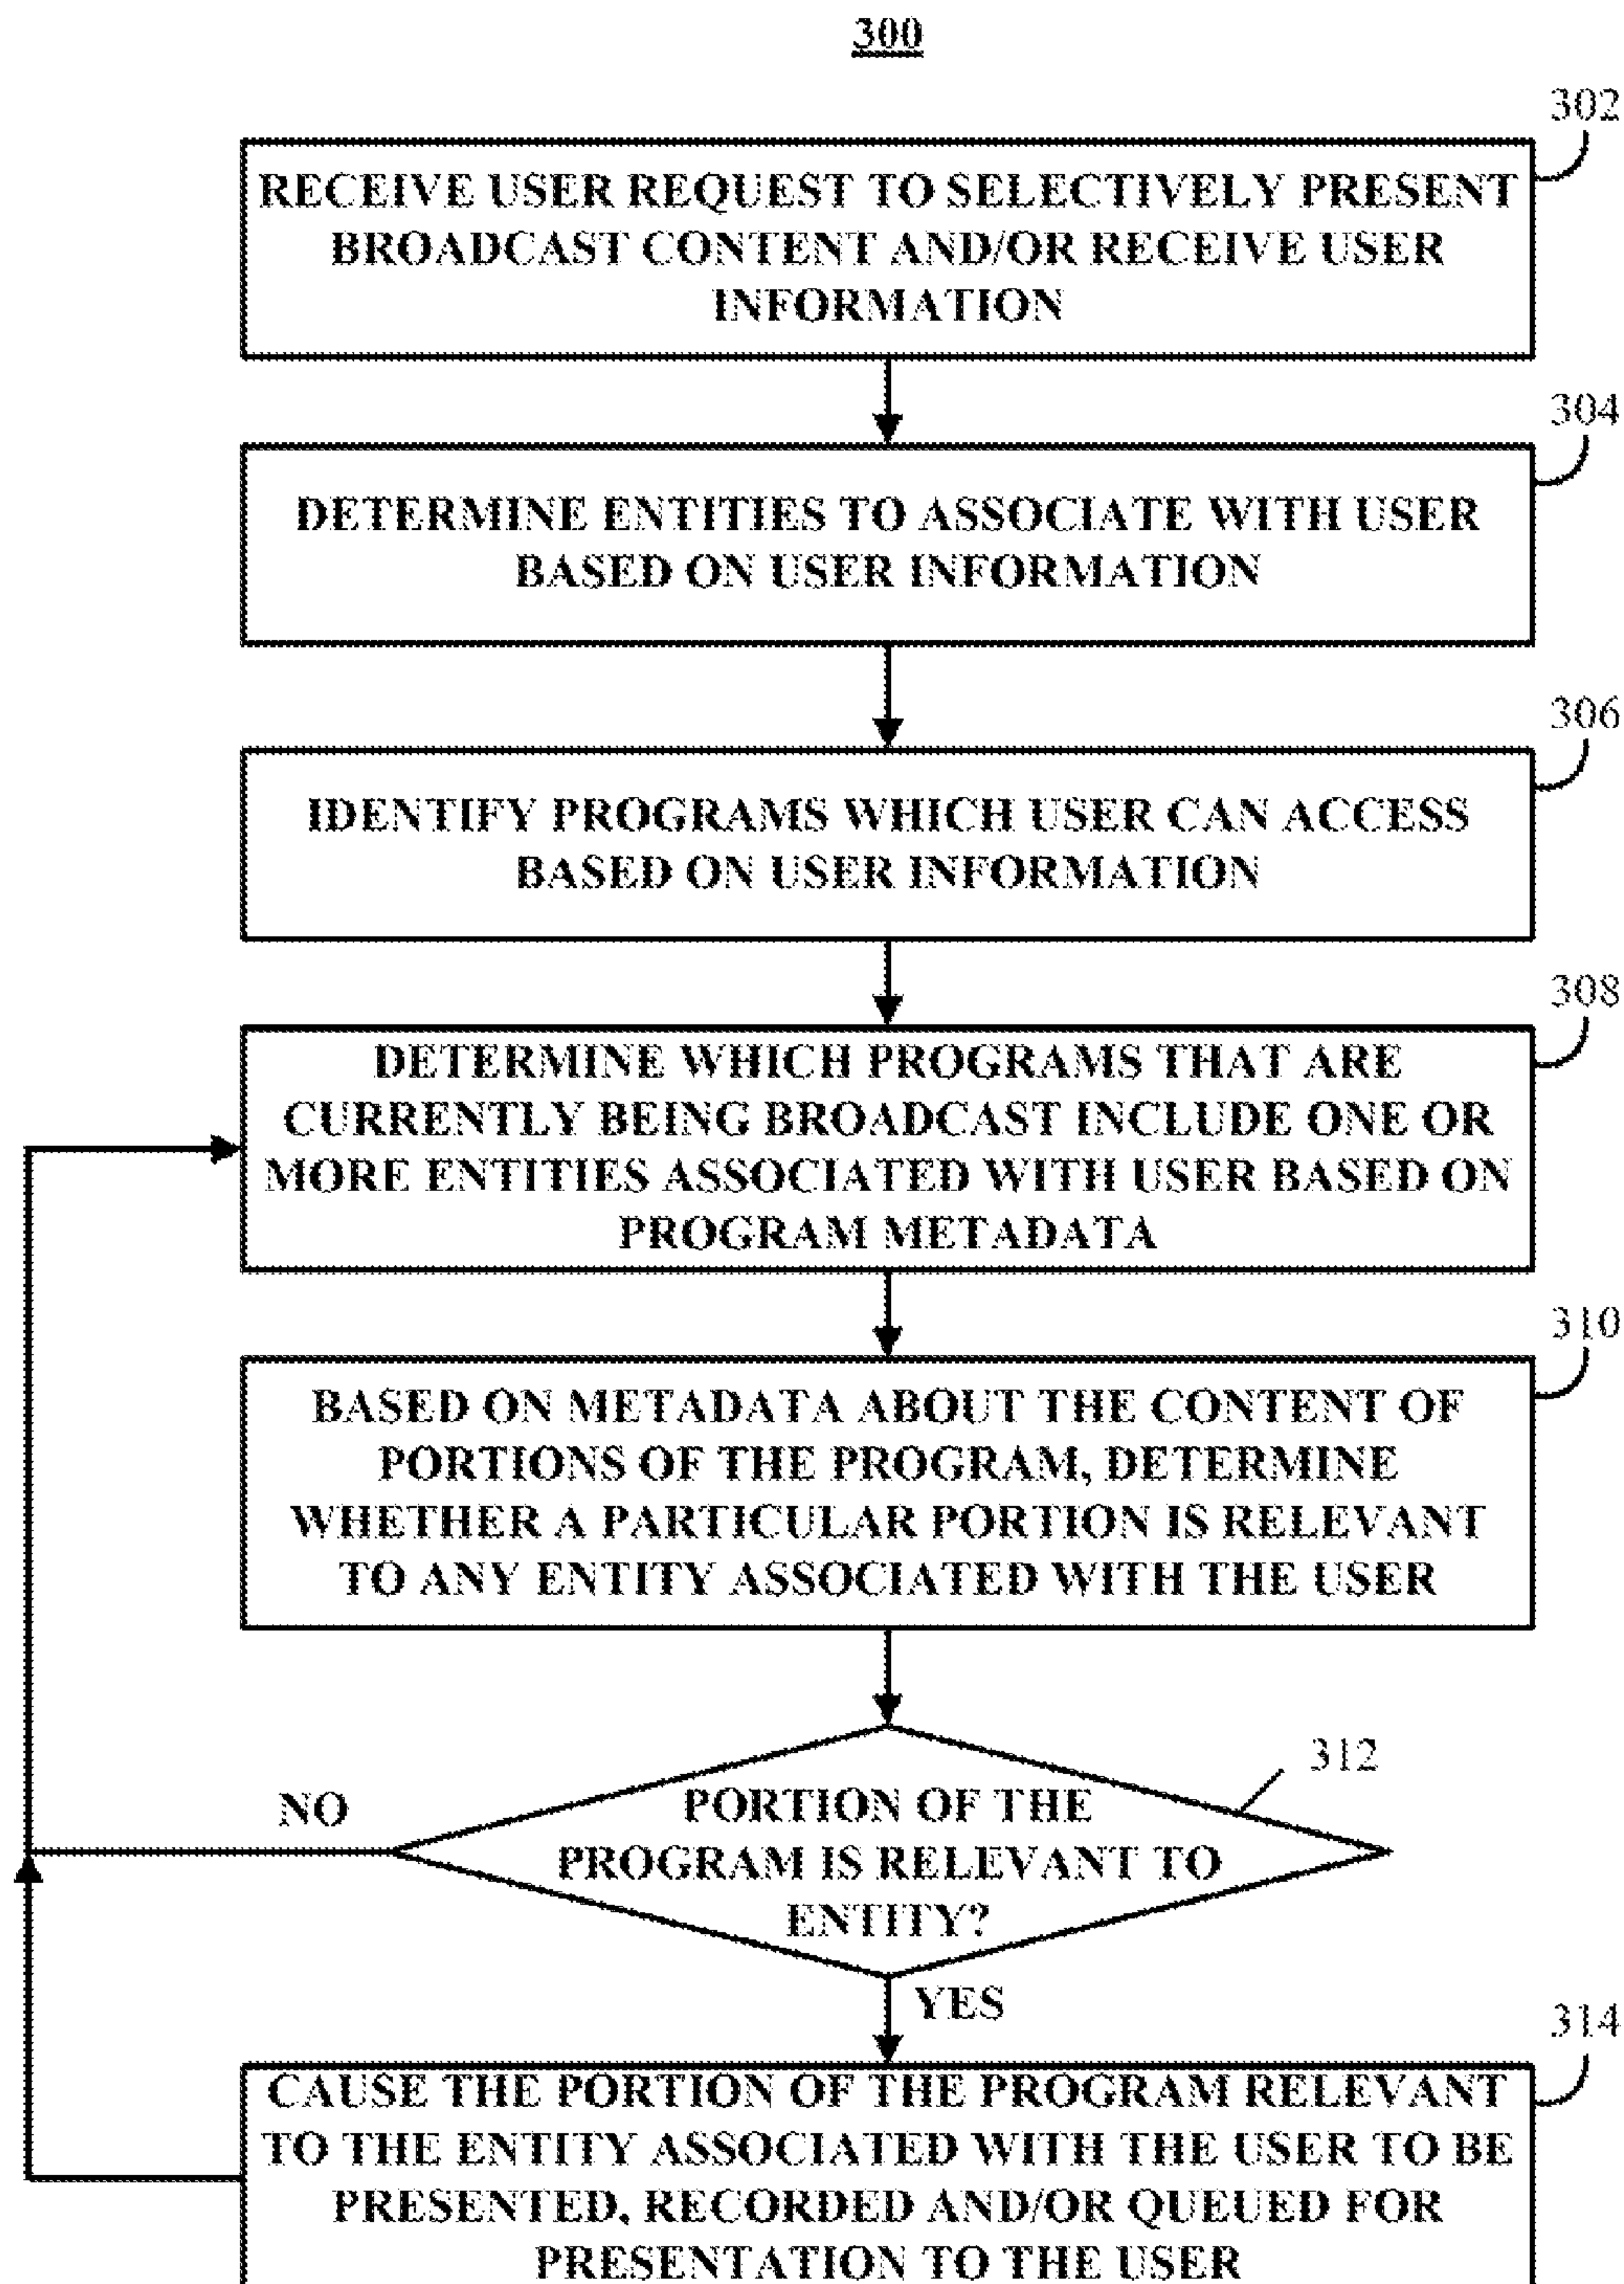 300
302
RECEIVE USER REQUEST TO SELECTIVELY PRESENT
BROADCAST CONTENT AND/OR RECEIVE USER
INFORMATION
304
DETERMINE ENTITIES TO ASSOCIATE WITH USER
BASED ON USER INFORMATION
306
IDENTIFY PROGRAMS WHICH USER CAN ACCESS
BASED ON USER INFORMATION
308
DETERMINE WHICH PROGRAMS THAT ARE
CURRENTLY BEING BROADCAST INCLUDE ONE OR
MORE ENTITIES ASSOCIATED WITH USER BASED ON
PROGRAM METADATA
310
BASED ON METADATA ABOUT THE CONTENT OF
PORTIONS OF THE PROGRAM, DETERMINE
WHETHER A PARTICULAR PORTION IS RELEVANT
TO ANY ENTITY ASSOCIATED WITH THE USER
312
NO
PORTION OF THE
PROGRAM IS RELEVANT TO
ENTITY?
YES
314
CAUSE THE PORTION OF THE PROGRAM RELEVANT
TO THE ENTITY ASSOCIATED WITH THE USER TO BE
PRESENTED, RECORDED AND/OR QUEUED FOR
PRESENTATION TO THE USER